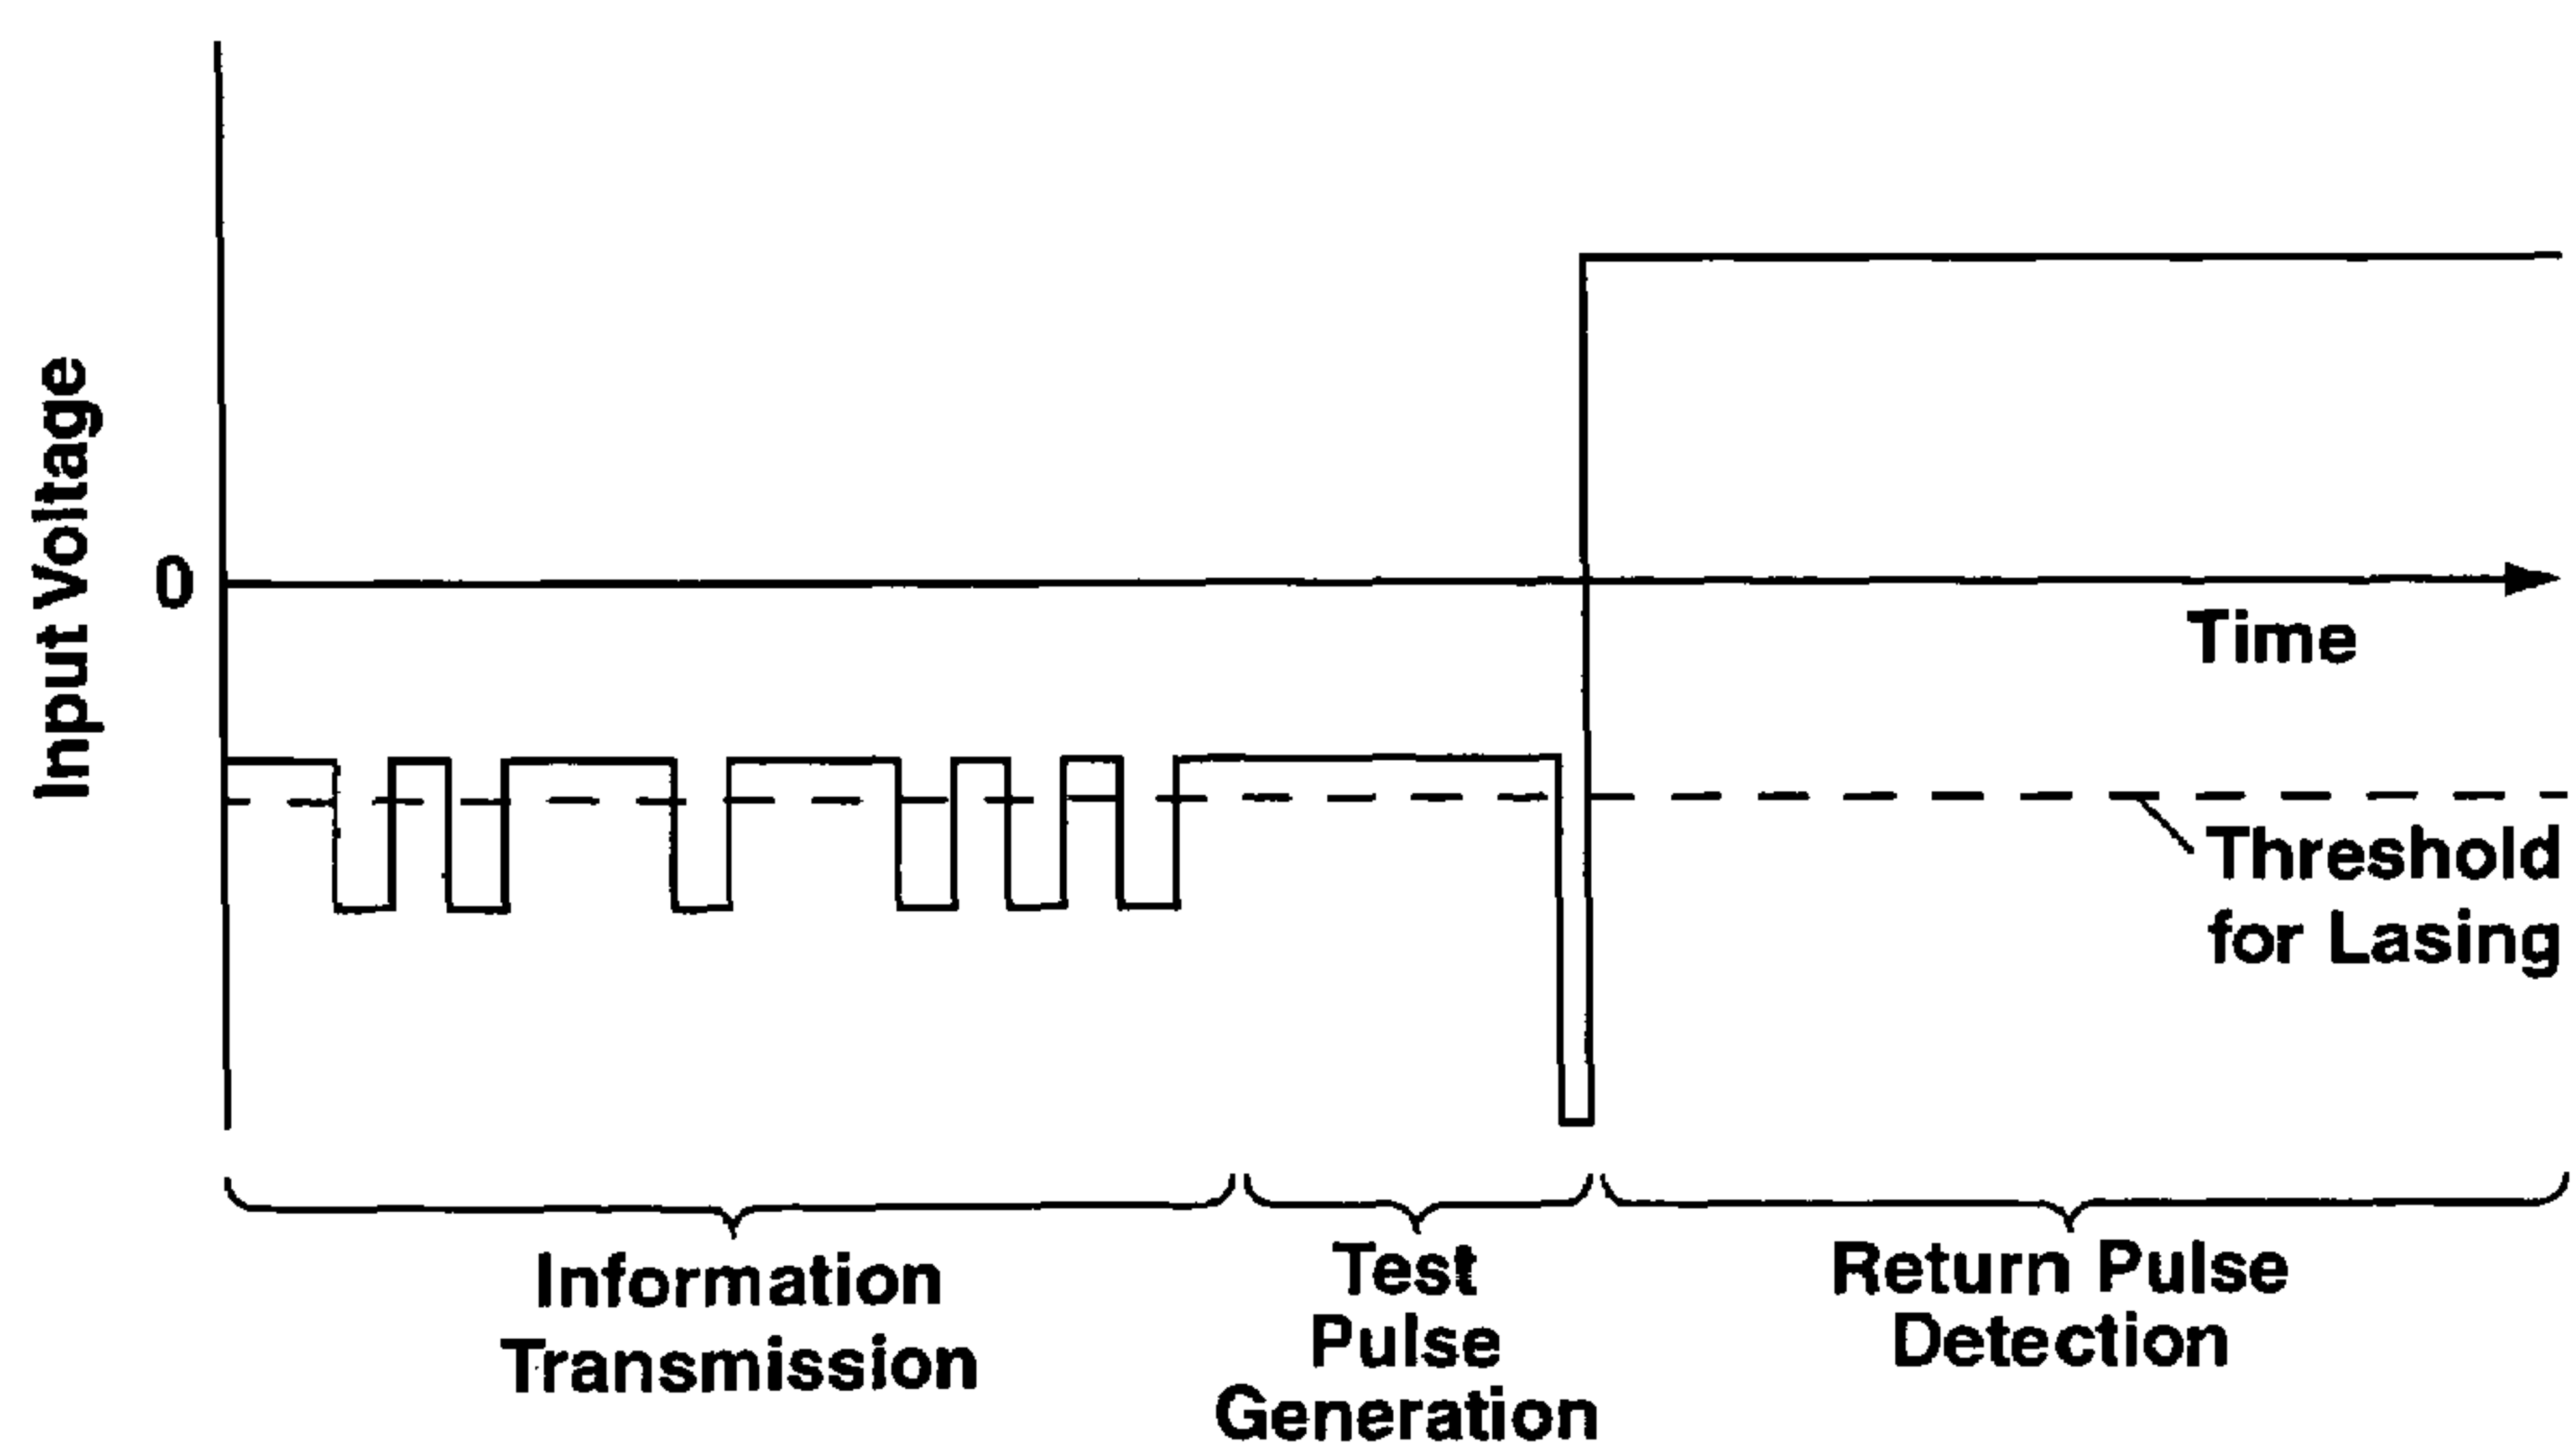 Input Voltage
0
Time
Threshold
for Lasing
Information
Transmission
Test
Pulse
Generation
Return Pulse
Detection